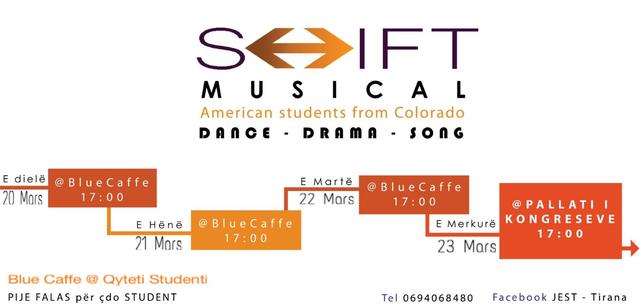 SHIFT
MUSICAL
American students from Colorado
DANCE - DRAMA - SONG
E dielë
20 Mars
@BlueCaffe
17:00
E Hënë
21 Mars
@BlueCaffe
17:00
E Martë
22 Mars
@BlueCaffe
17:00
E Merkurë
23 Mars
@PALLATI I
KONGRESEVE
17:00
Blue Caffe @ Qyteti Studenti
PIJE FALAS për çdo STUDENT
Tel 0694068480
Facebook JEST - Tirana